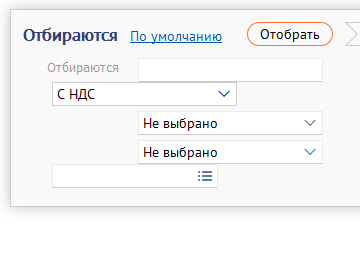 Отбираются По умолчанию Отобрать
Отбираются
С НДС
Не выбрано
Не выбрано